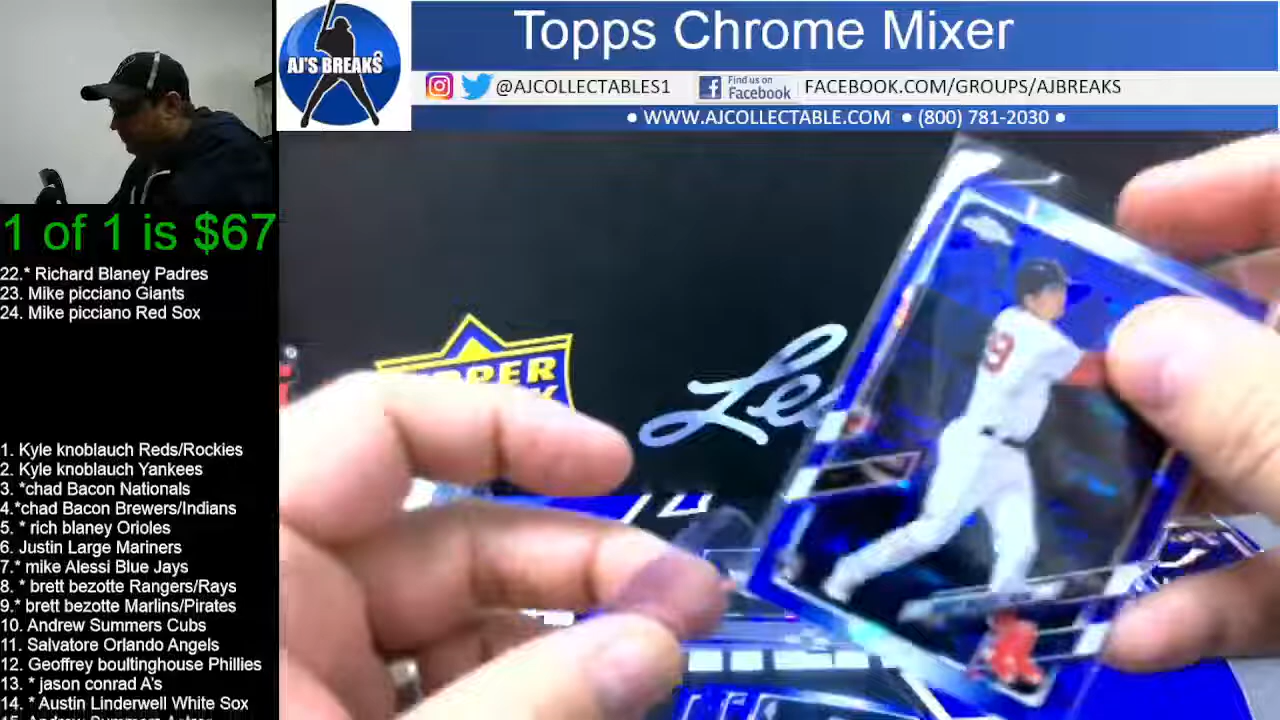 AJ'S BREAKS
Topps Chrome Mixer
@AJCOLLECTABLES1
Find us on
Facebook
FACEBOOK.COM/GROUPS/AJBREAKS
• WWW.AJCOLLECTABLE.COM • (800) 781-2030 •
1 of 1 is $67
22.* Richard Blaney Padres
23. Mike picciano Giants
24. Mike picciano Red Sox
1. Kyle knoblauch Reds/Rockies
2. Kyle knoblauch Yankees
3. *chad Bacon Nationals
4.*chad Bacon Brewers/Indians
5. * rich blaney Orioles
6. Justin Large Mariners
7.* mike Alessi Blue Jays
8. * brett bezotte Rangers/Rays
9.* brett bezotte Marlins/Pirates
10. Andrew Summers Cubs
11. Salvatore Orlando Angels
12. Geoffrey boultinghouse Phillies
13. * jason conrad A's
14. * Austin Linderwell White Sox